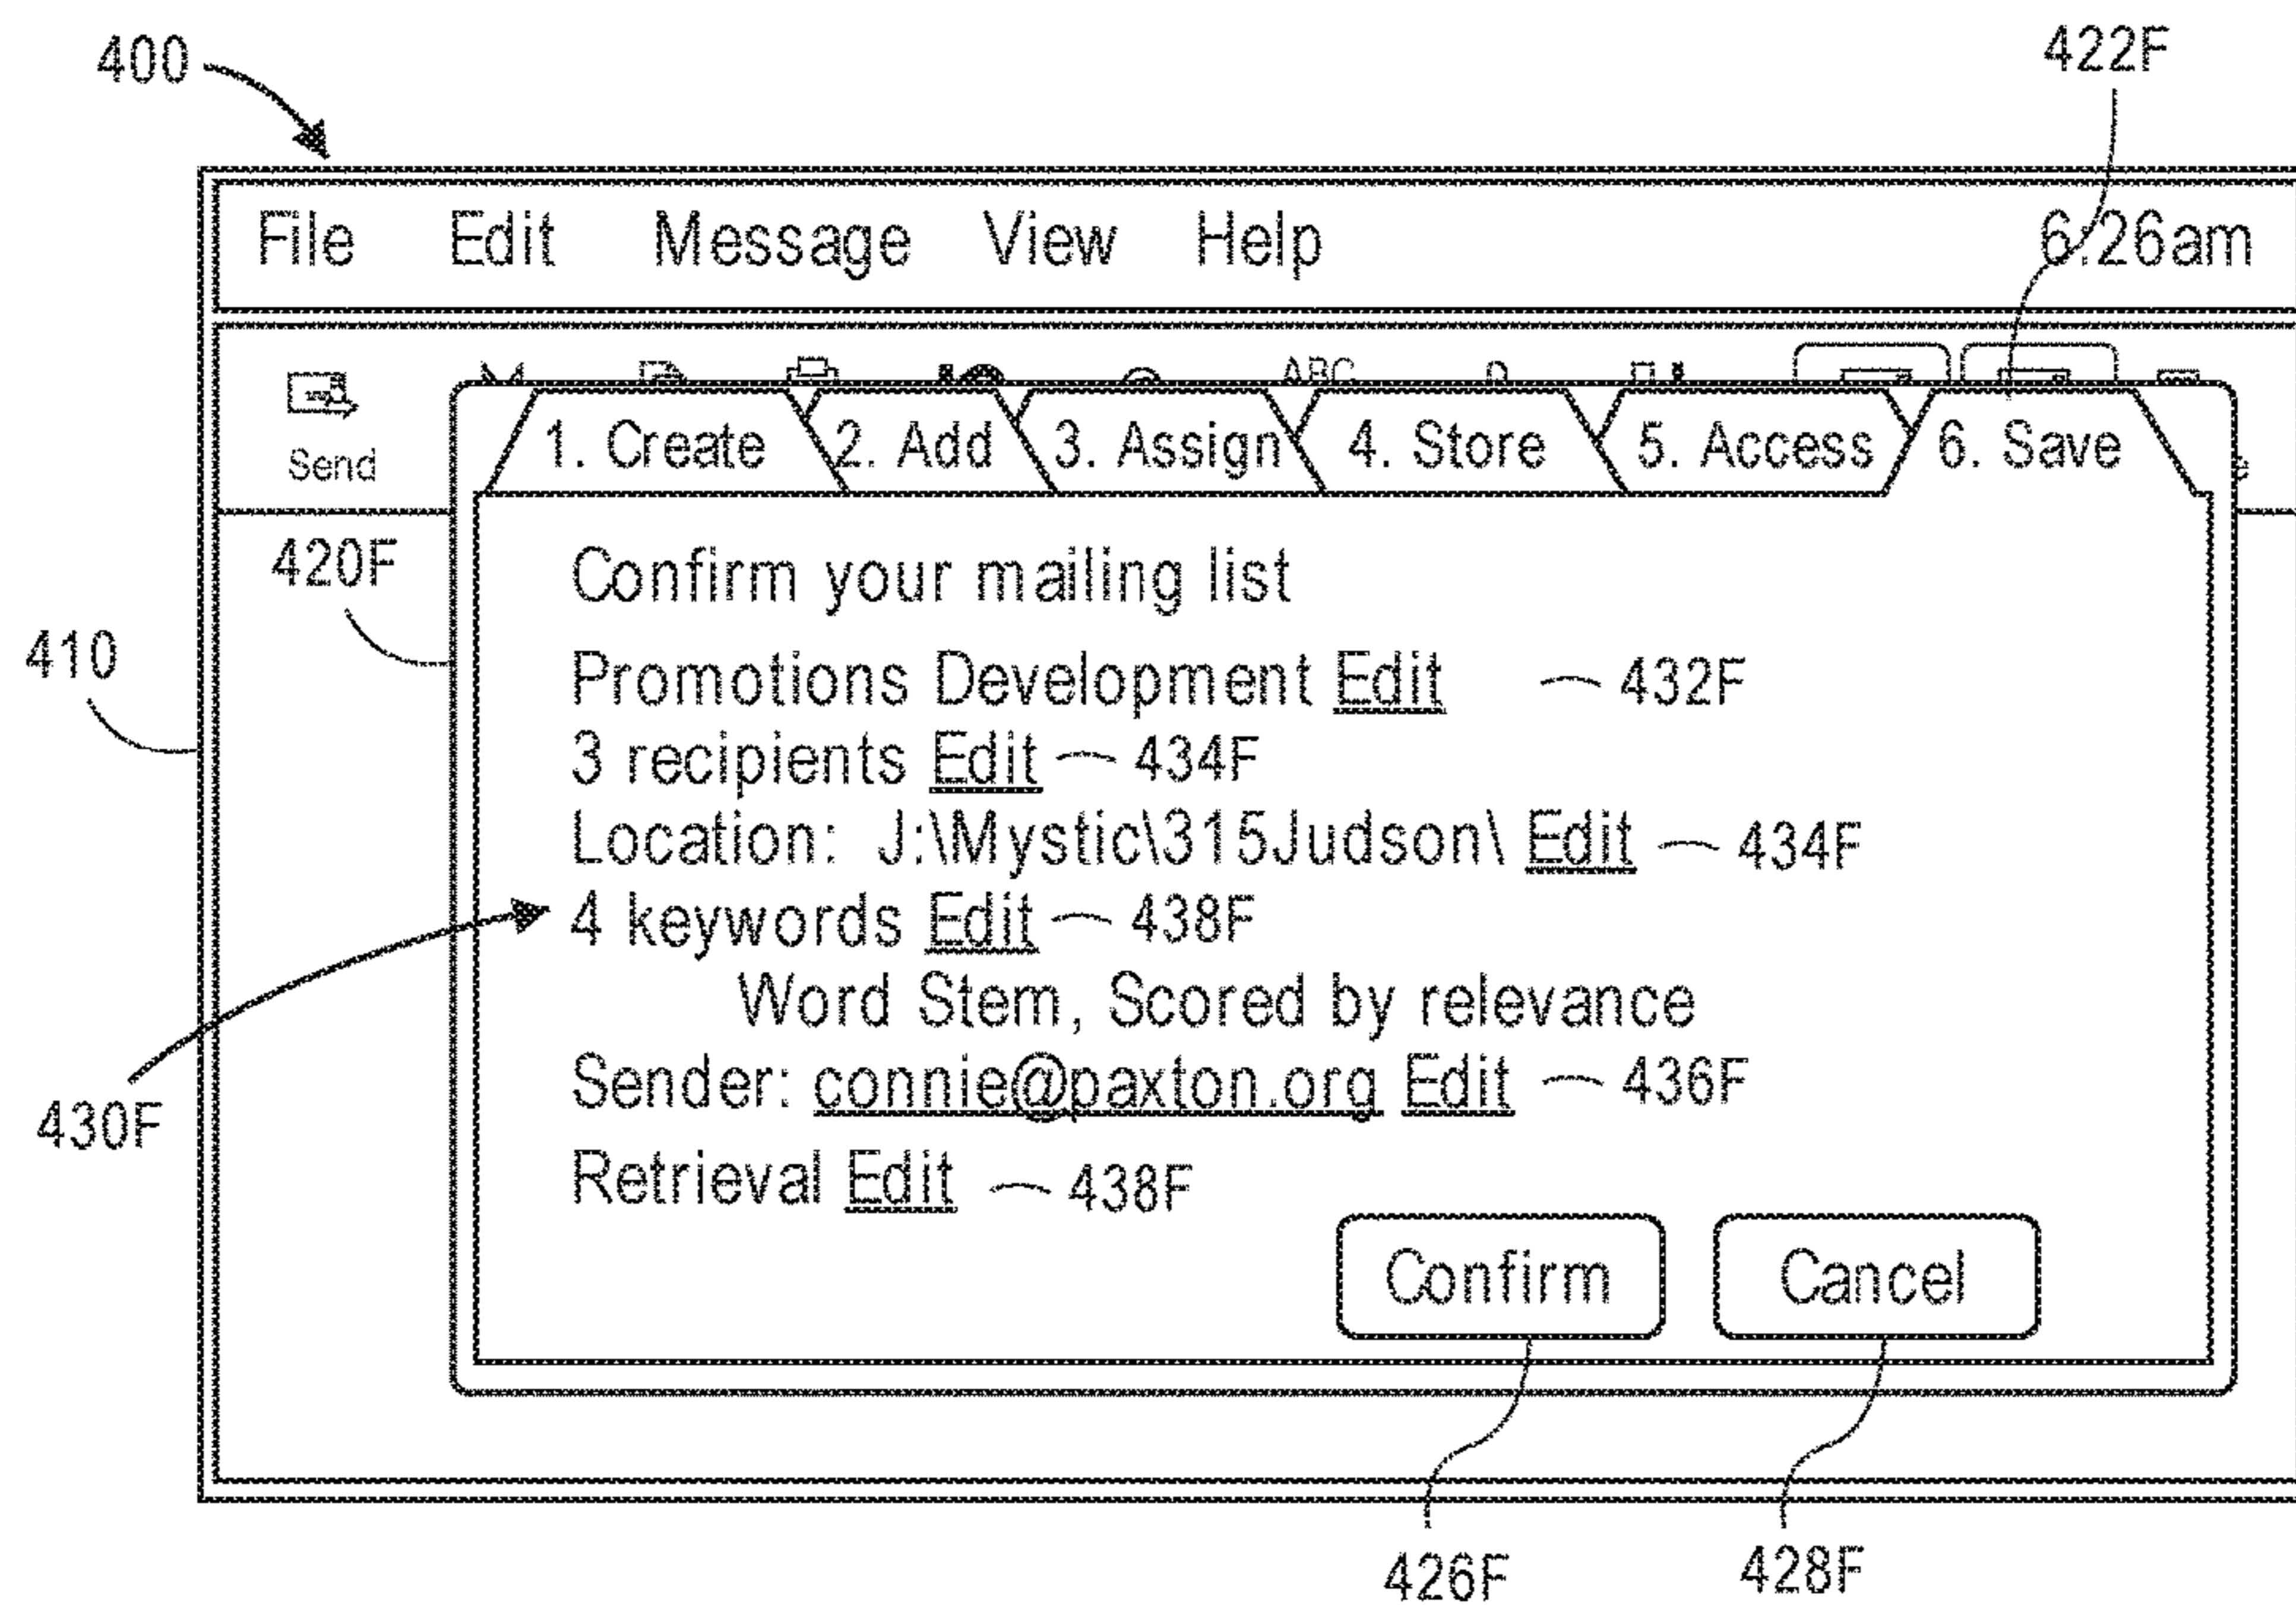 400
422F
File Edit Message View Help 6:26am
ABC
Send
1. Create 2. Add 3. Assign 4. Store 5. Access 6. Save
420F
Confirm your mailing list
410
Promotions Development Edit 432F
3 recipients Edit 434F
Location: J:\Mystic\315Judson\ Edit 434F
4 keywords Edit 438F
Word Stem, Scored by relevance
Sender: connie@paxton.org Edit 436F
430F
Retrieval Edit 438F
Confirm Cancel
426F 428F